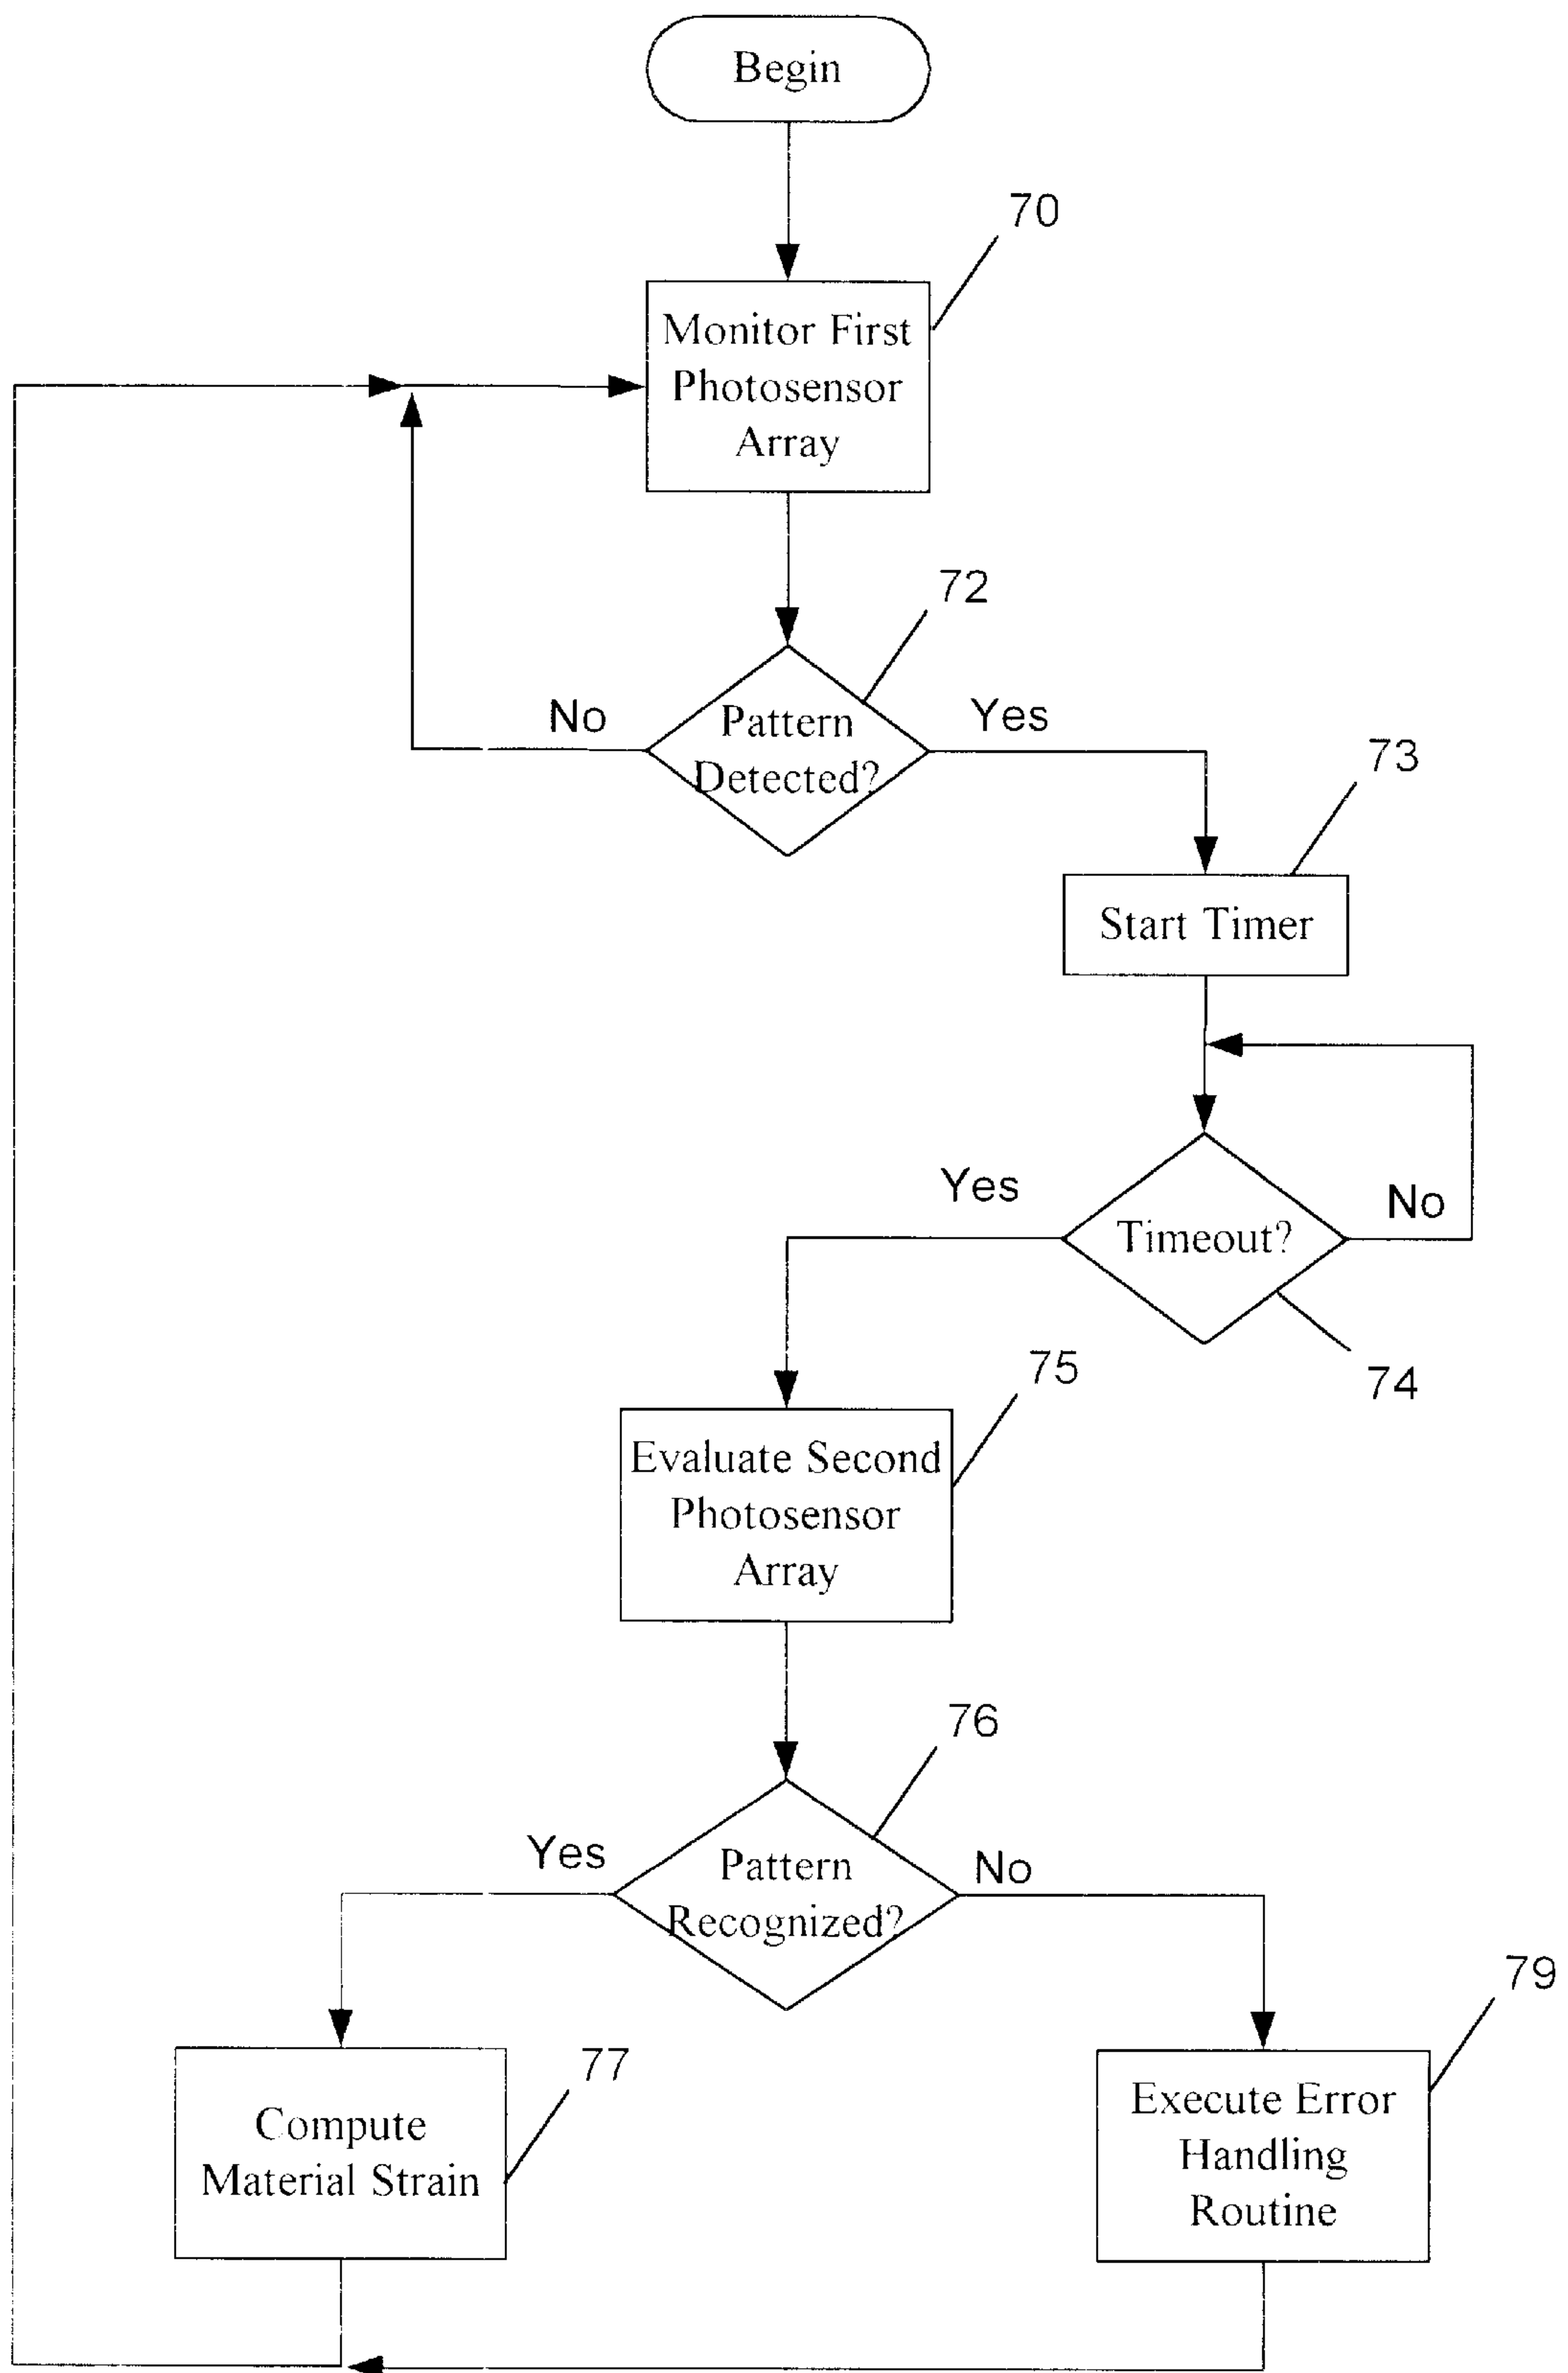 Begin
70
Monitor First
Photosensor
Array
72
No
Pattern
Detected?
Yes
73
Start Timer
Yes
Timeout?
No
74
75
Evaluate Second
Photosensor
Array
76
Yes
Pattern
Recognized?
No
79
77
Compute
Material Strain
Execute Error
Handling
Routine